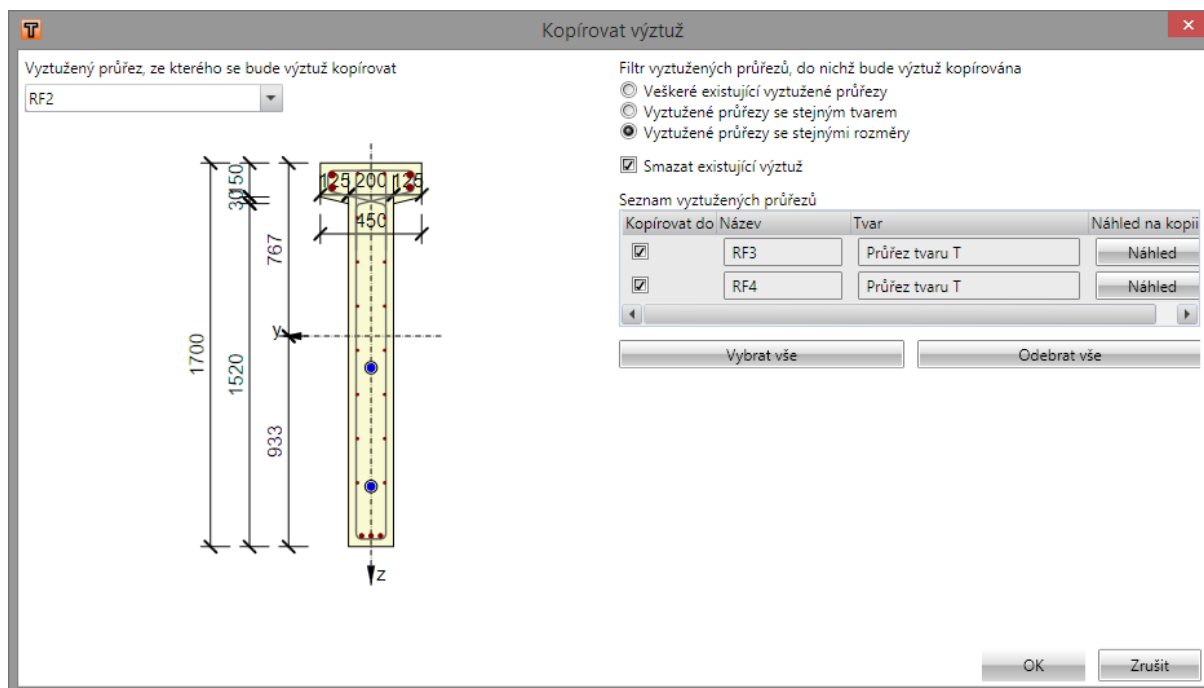 T
Kopírovat výztuž
×
Vyztužený průřez, ze kterého se bude výztuž kopírovat
RF2
150
30
125 200 125
450
767
y
1700
1520
933
z
Filtr vyztužených průřezů, do nichž bude výztuž kopírována
Veškeré existující vyztužené průřezy
Vyztužené průřezy se stejným tvarem
Vyztužené průřezy se stejnými rozměry
Smazat existující výztuž
Seznam vyztužených průřezů
Kopírovat do Název Tvar Náhled na kopii
RF3 Průřez tvaru T Náhled
RF4 Průřez tvaru T Náhled
Vybrat vše Odebrat vše
OK Zrušit